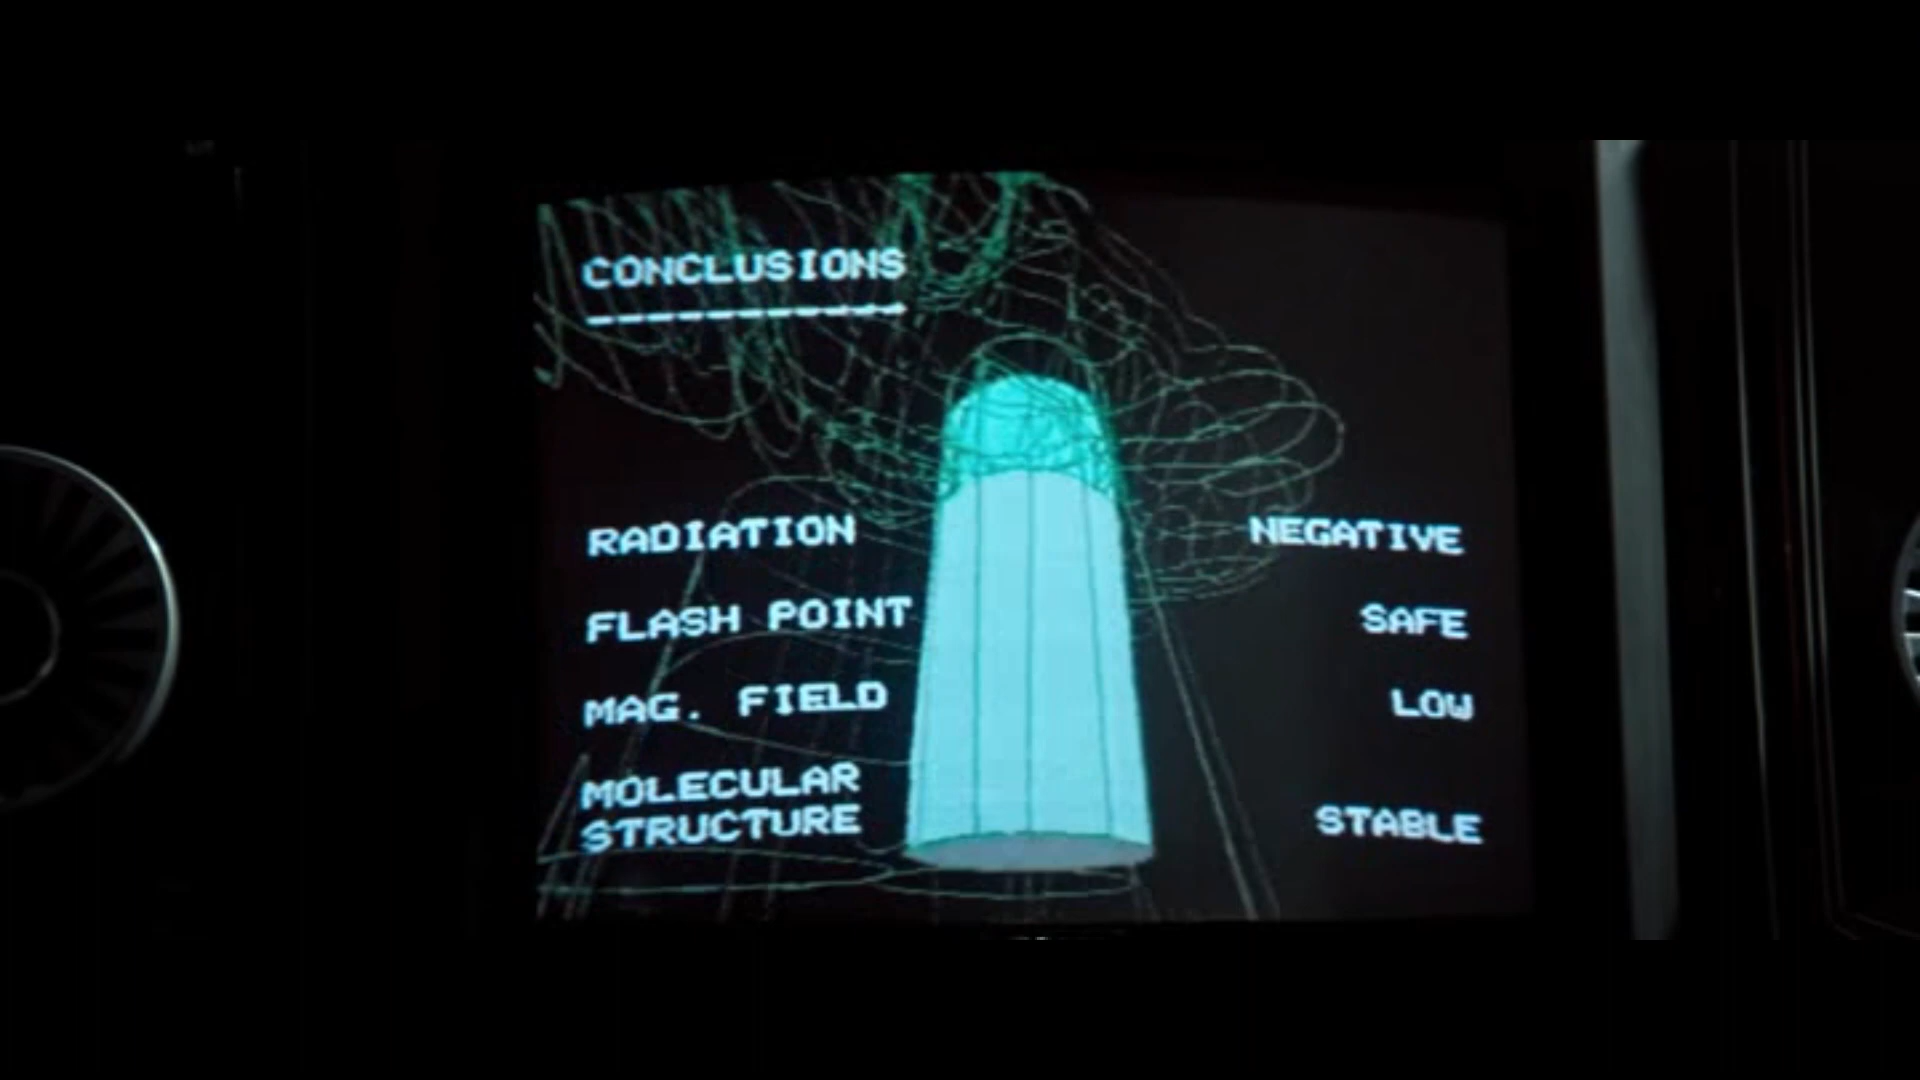 CONCLUSIONS
RADIATION NEGATIVE
FLASH POINT SAFE
MAG. FIELD LOW
MOLECULAR
STRUCTURE STABLE